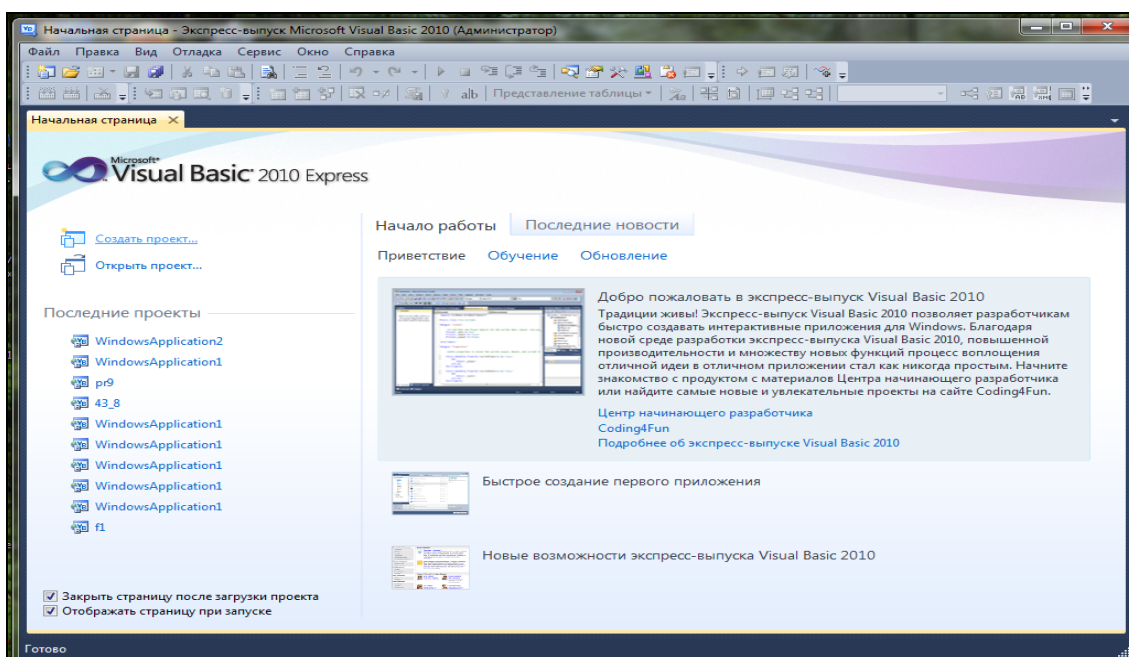 Начальная страница - Экспресс-выпуск Microsoft Visual Basic 2010 (Администратор)
Файл Правка Вид Отладка Сервис Окно Справка
Представление таблицы
Начальная страница
Microsoft®
Visual Basic® 2010 Express
Создать проект...
Открыть проект...
Последние проекты
WindowsApplication2
WindowsApplication1
pr9
43_8
WindowsApplication1
WindowsApplication1
WindowsApplication1
WindowsApplication1
WindowsApplication1
f1
Закрыть страницу после загрузки проекта
Отображать страницу при запуске
Начало работы Последние новости
Приветствие Обучение Обновление
Добро пожаловать в экспресс-выпуск Visual Basic 2010
Традиции живы! Экспресс-выпуск Visual Basic 2010 позволяет разработчикам
быстро создавать интерактивные приложения для Windows. Благодаря
новой среде разработки экспресс-выпуска Visual Basic 2010, повышенной
производительности и множеству новых функций процесс воплощения
отличной идеи в отличном приложении стал как никогда простым. Начните
знакомство с продуктом с материалов Центра начинающего разработчика
или найдите самые новые и увлекательные проекты на сайте Coding4Fun.
Центр начинающего разработчика
Coding4Fun
Подробнее об экспресс-выпуске Visual Basic 2010
Быстрое создание первого приложения
Новые возможности экспресс-выпуска Visual Basic 2010
Готово